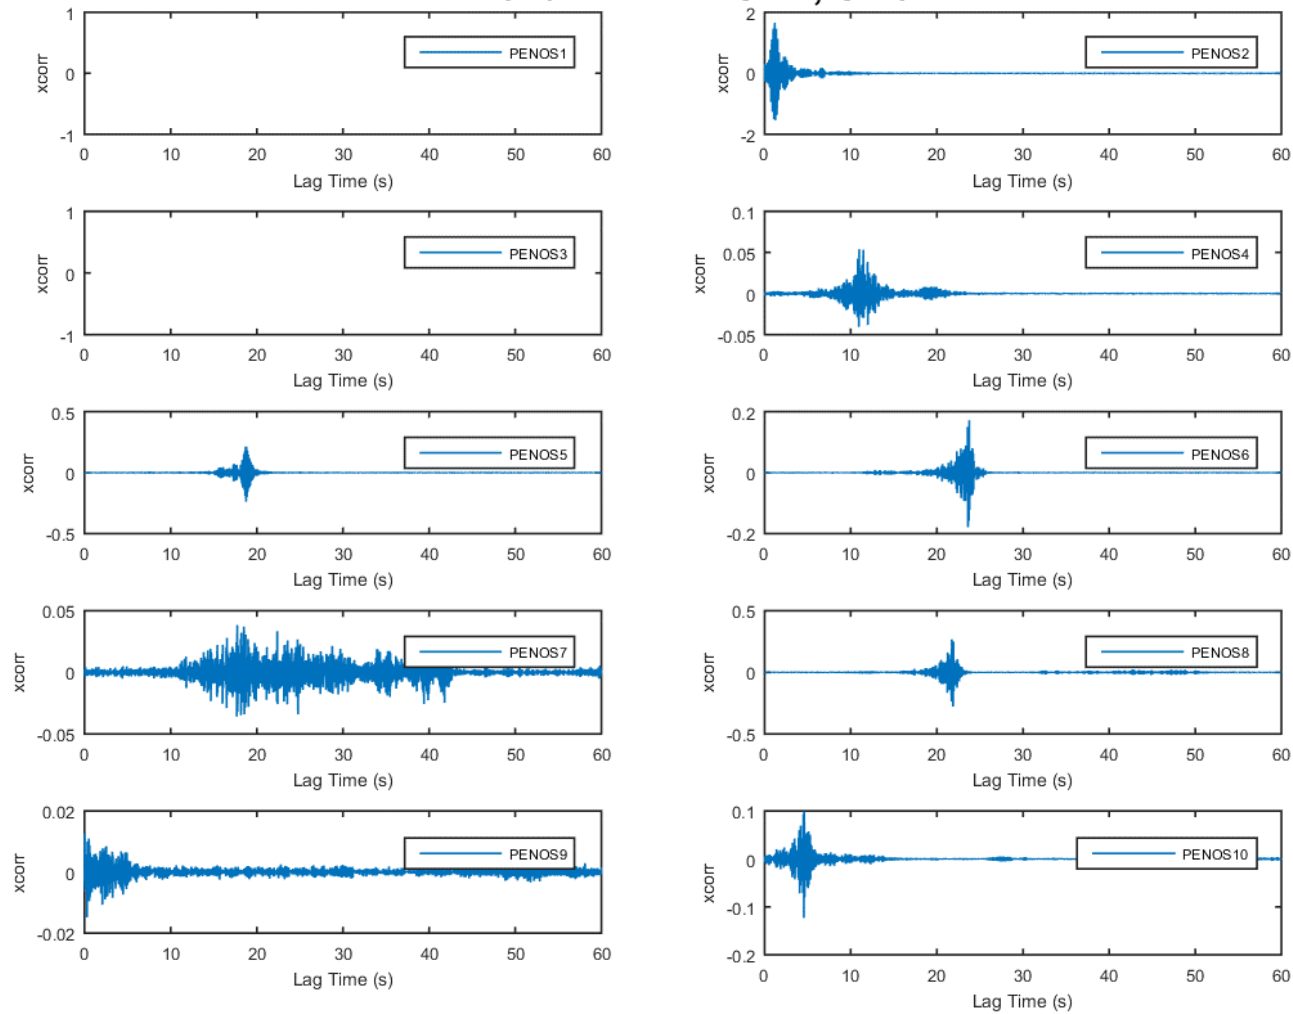 1
xcorr
0
PENOS1
-1
0 10 20 30 40 50 60
Lag Time (s)
2
xcorr
0
PENOS2
-2
0 10 20 30 40 50 60
Lag Time (s)
1
xcorr
0
PENOS3
-1
0 10 20 30 40 50 60
Lag Time (s)
0.1
0.05
xcorr
0
PENOS4
-0.05
0 10 20 30 40 50 60
Lag Time (s)
0.5
xcorr
0
PENOS5
-0.5
0 10 20 30 40 50 60
Lag Time (s)
0.2
xcorr
0
PENOS6
-0.2
0 10 20 30 40 50 60
Lag Time (s)
0.05
xcorr
0
PENOS7
-0.05
0 10 20 30 40 50 60
Lag Time (s)
0.5
xcorr
0
PENOS8
-0.5
0 10 20 30 40 50 60
Lag Time (s)
0.02
xcorr
0
PENOS9
-0.02
0 10 20 30 40 50 60
Lag Time (s)
0.1
xcorr
0
PENOS10
-0.1
-0.2
0 10 20 30 40 50 60
Lag Time (s)